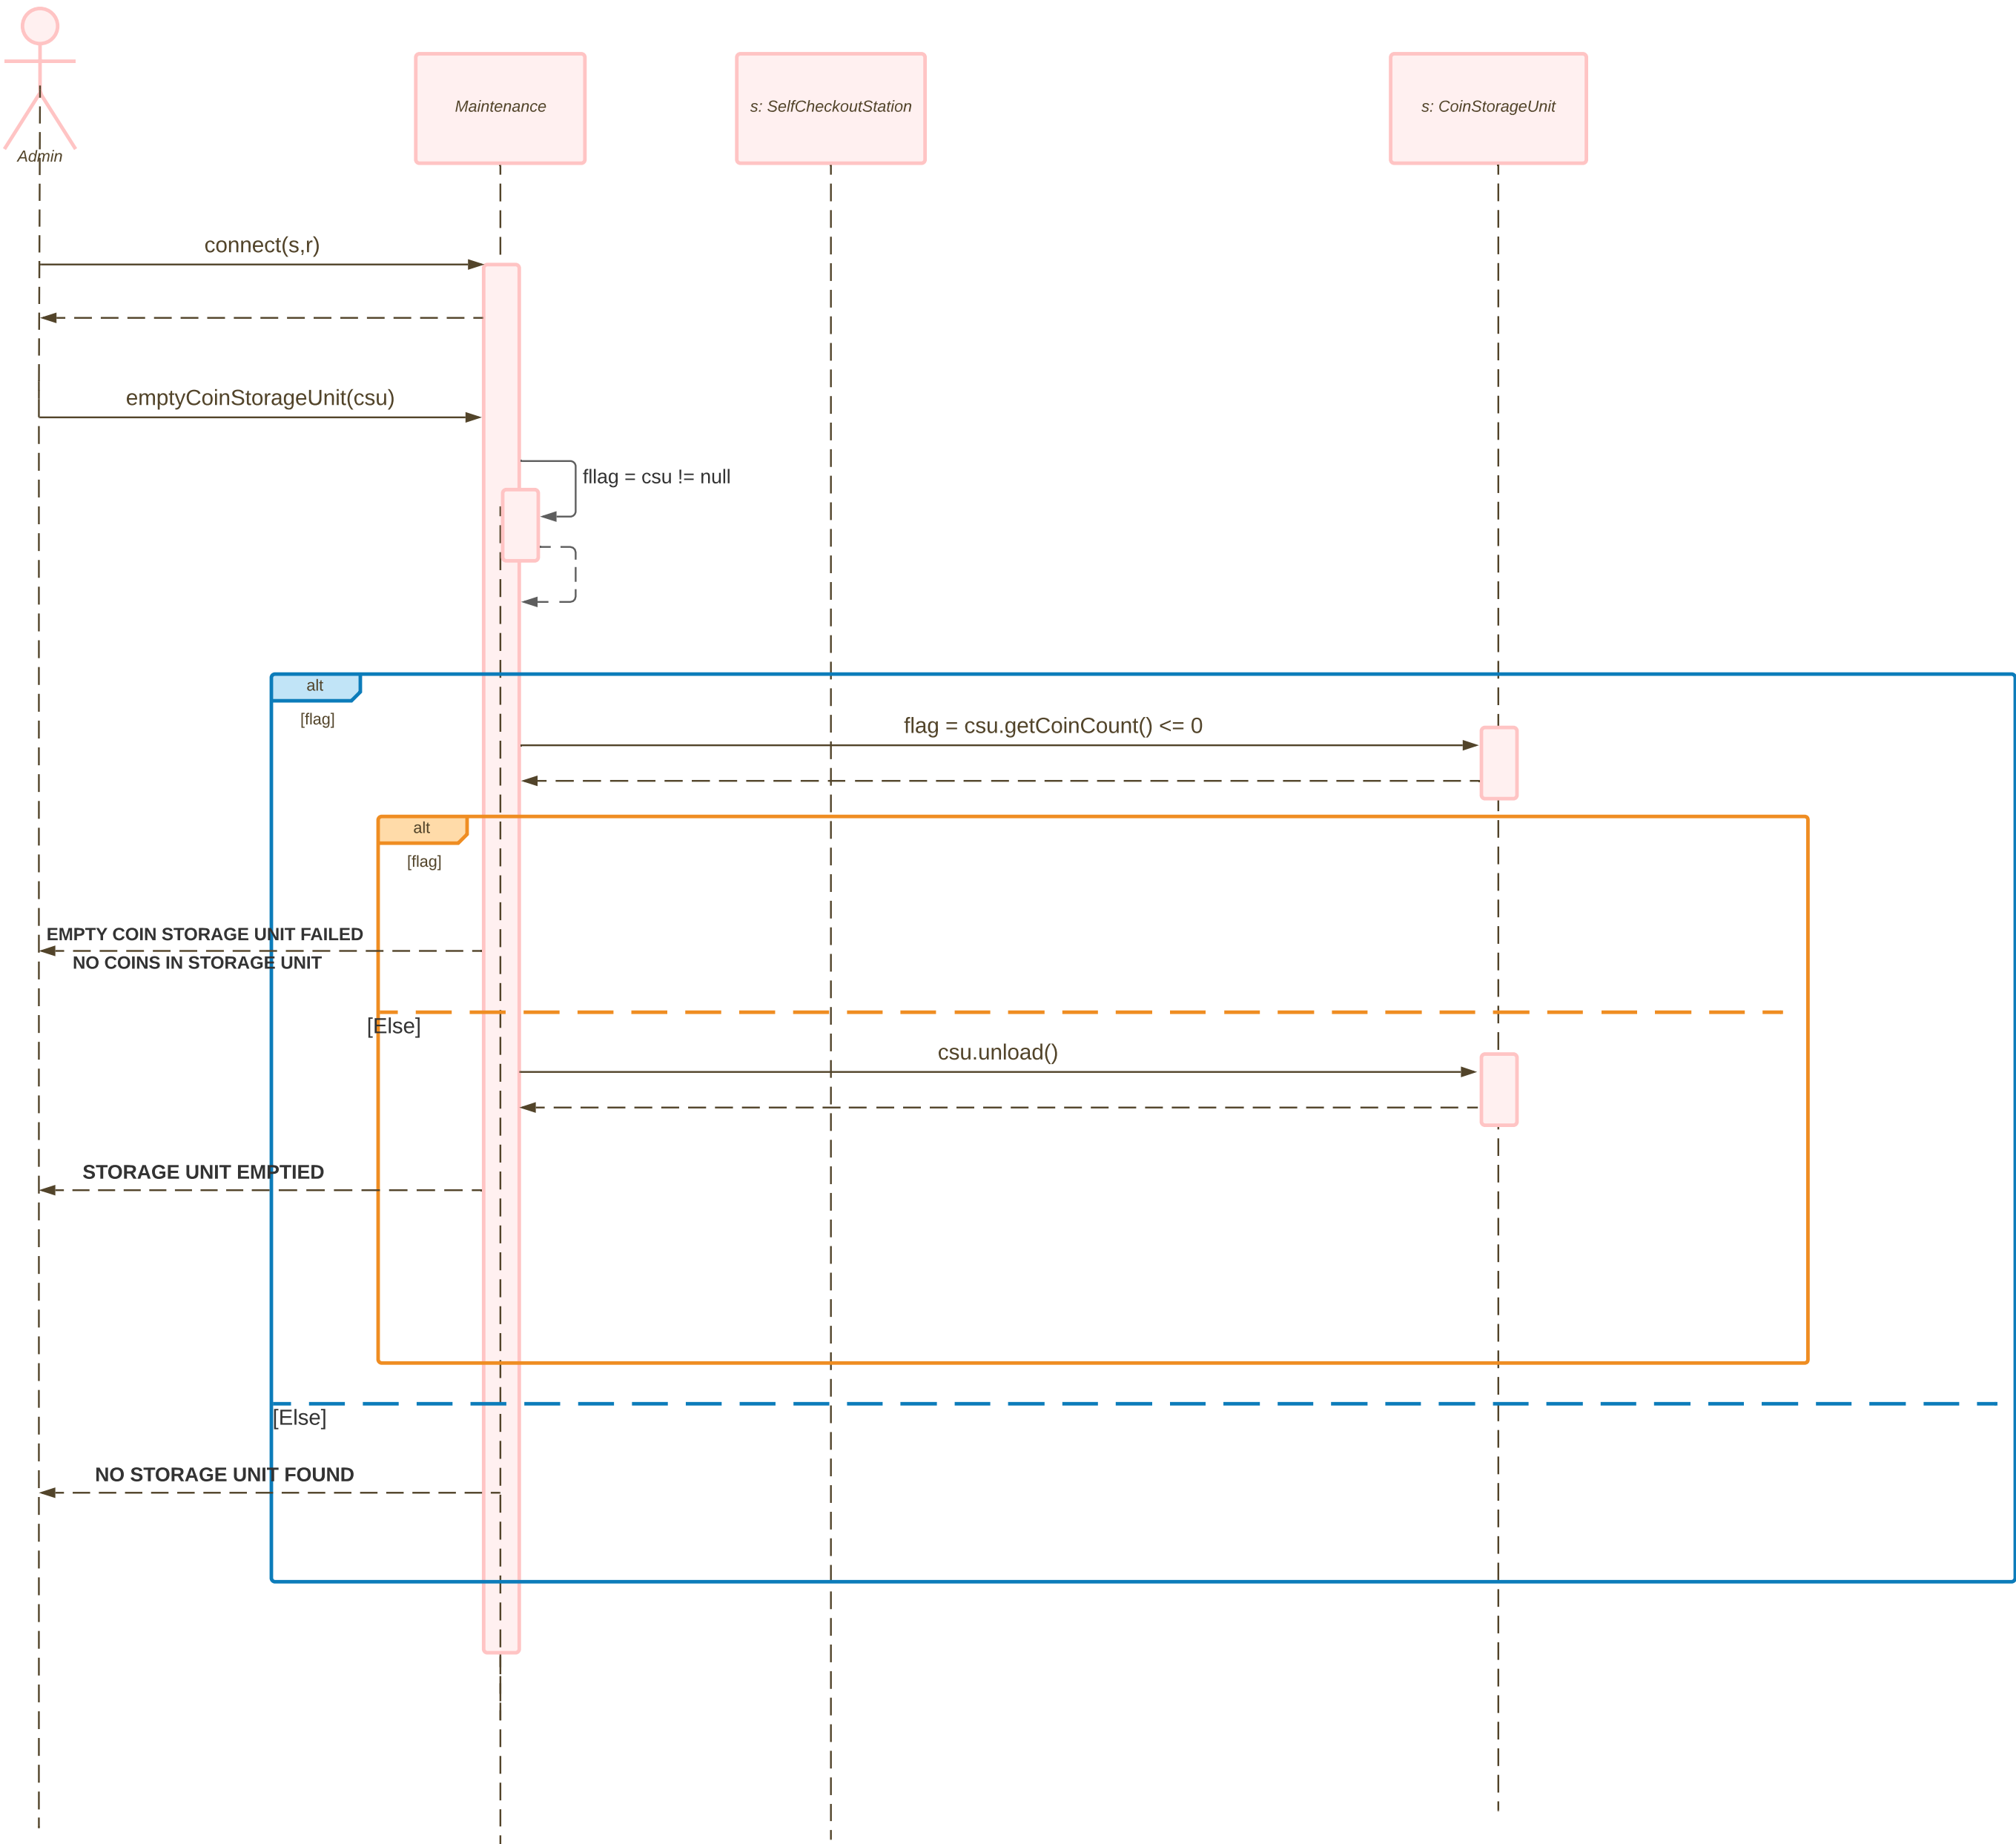 Admin
Maintenance
s: SelfCheckoutStation
s: CoinStorageUnit
connect(s,r)
emptyCoinStorageUnit(csu)
fllag = csu != null
alt
[flag]
flag = csu.getCoinCount() <= 0
alt
[flag]
EMPTY COIN STORAGE UNIT FAILED
NO COINS IN STORAGE UNIT
[Else]
csu.unload()
STORAGE UNIT EMPTIED
[Else]
NO STORAGE UNIT FOUND